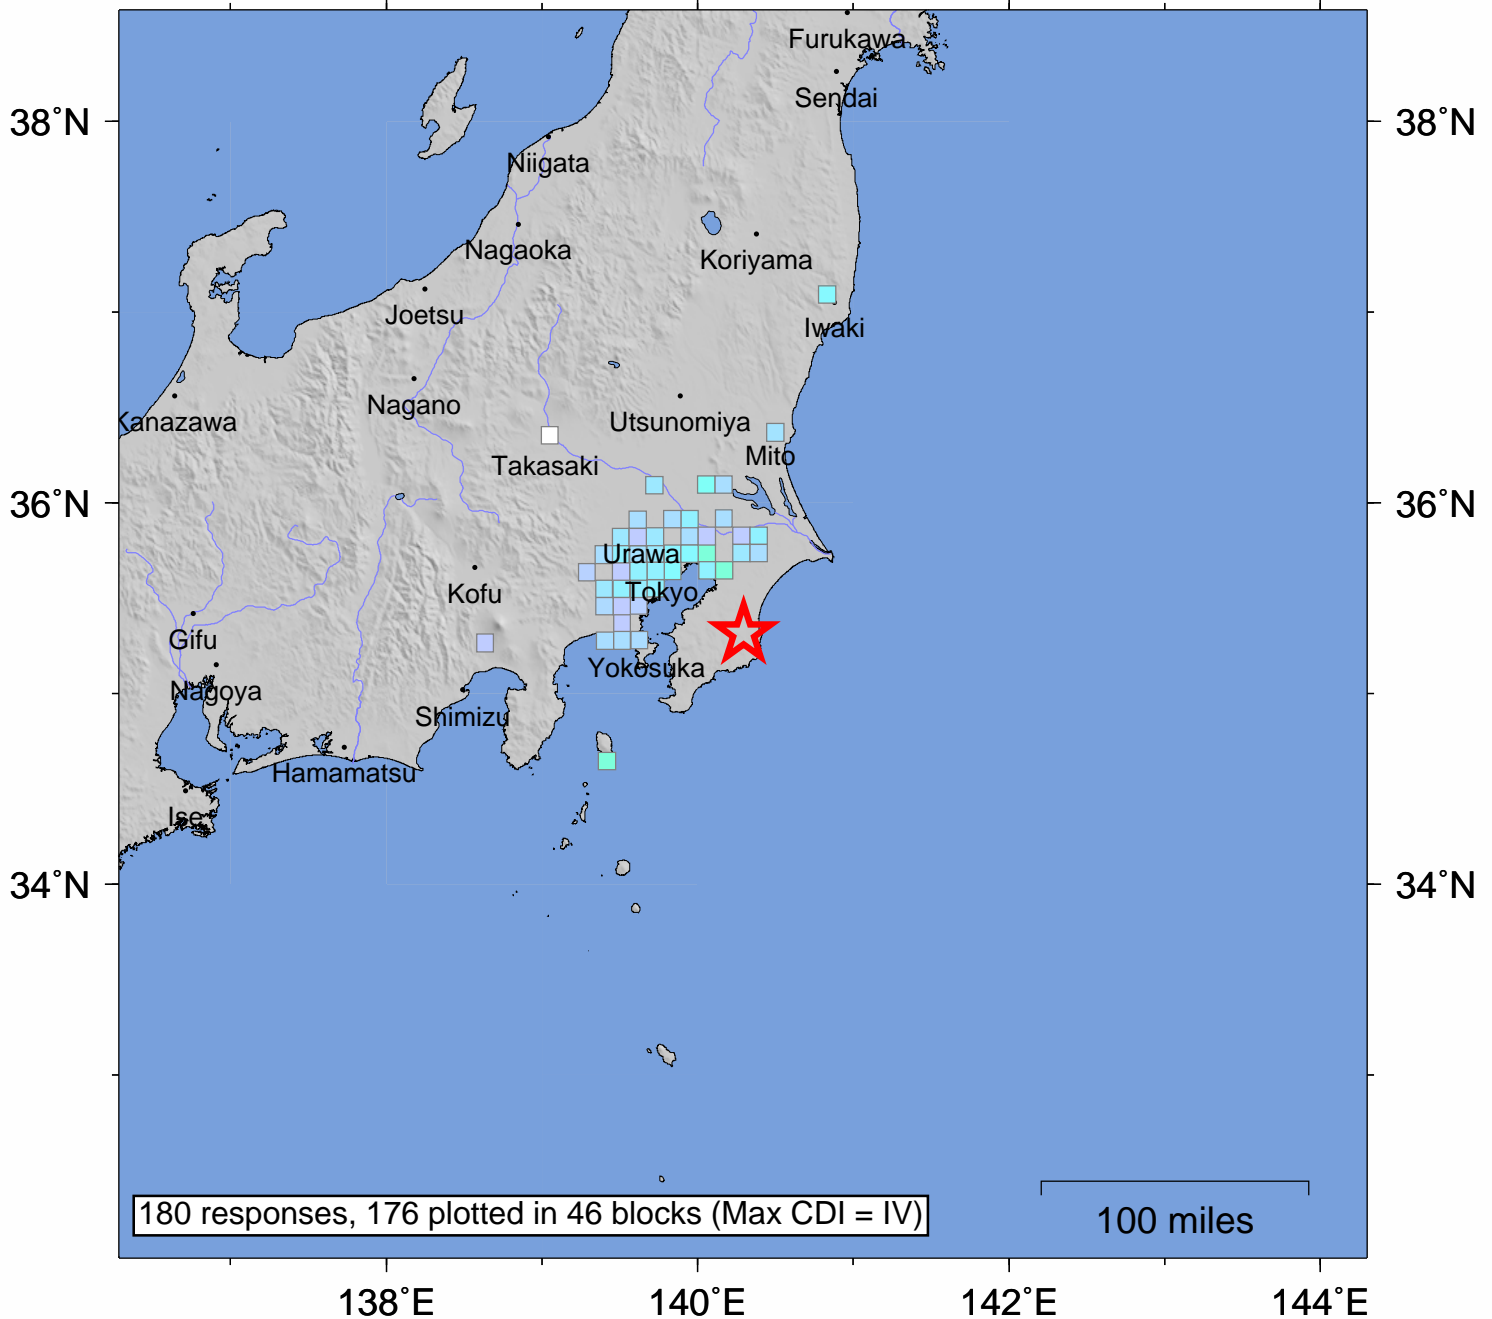 Furukawa
Sendai
38°N
38°N
Niigata
Nagaoka
Koriyama
Joetsu
Iwaki
Nagano
Kanazawa
Utsunomiya
Mito
Takasaki
36°N
36°N
Urawa
Kofu
Tokyo
Gifu
Yokosuka
Nagoya
Shimizu
Hamamatsu
Ise
34°N
34°N
180 responses, 176 plotted in 46 blocks (Max CDI = IV)
100 miles
138°E
140°E
142°E
144°E